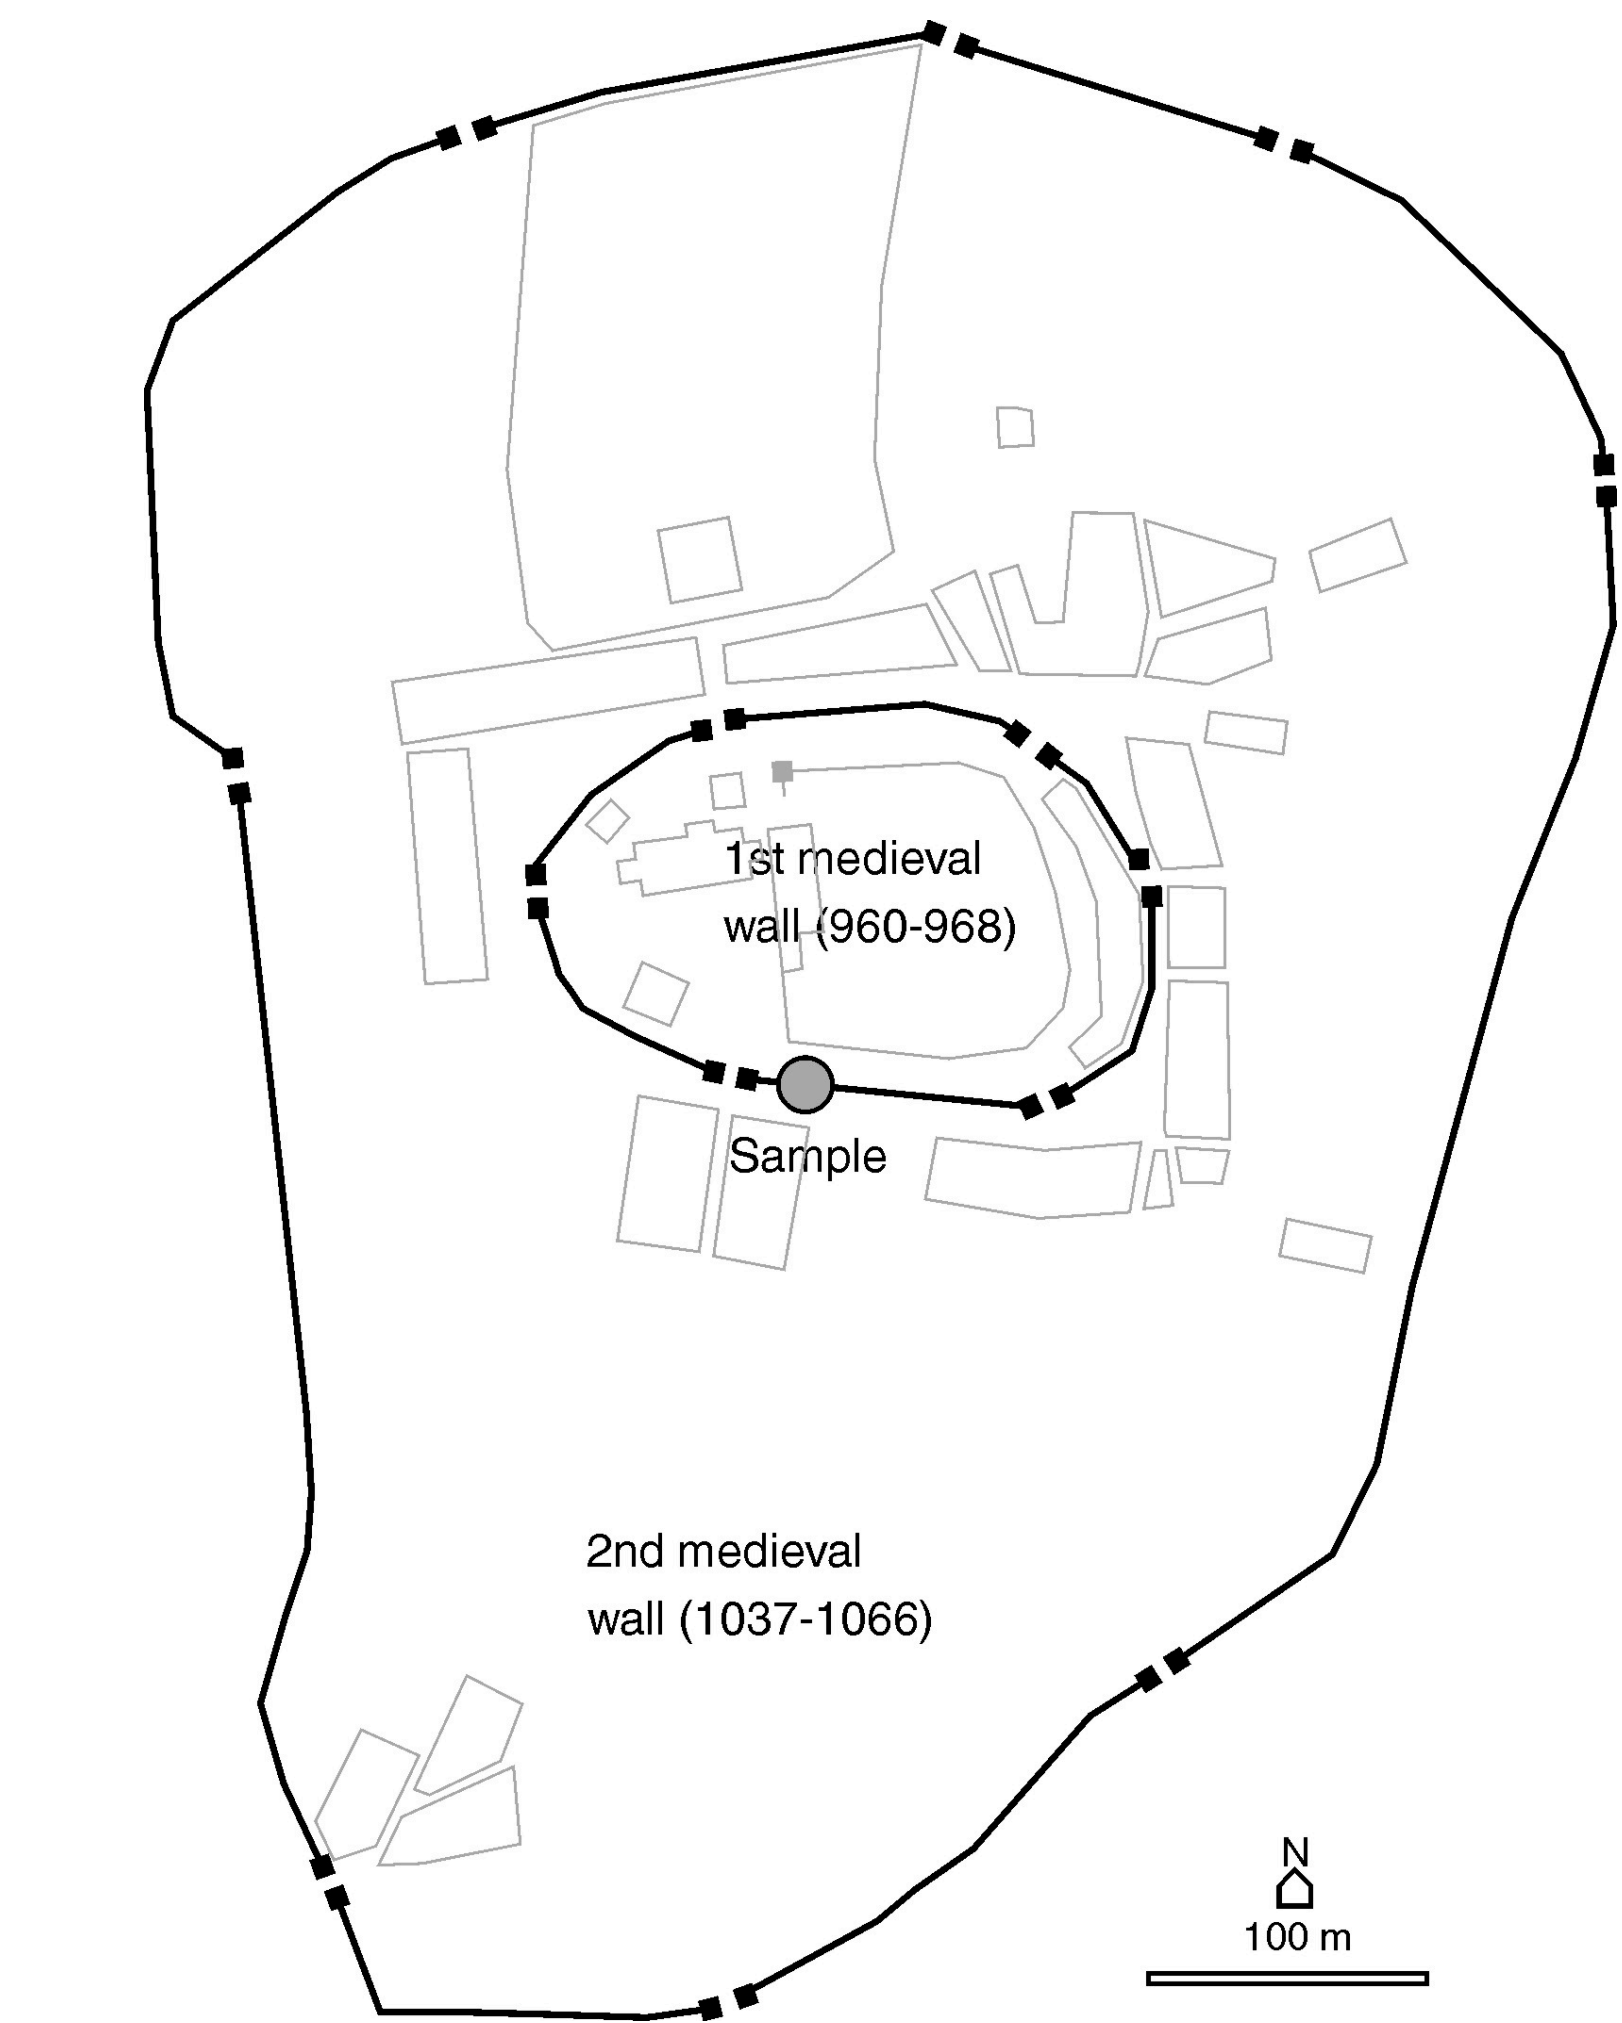 1st medieval
wall (960-968)
Sample
2nd medieval
wall (1037-1066)
N
100 m